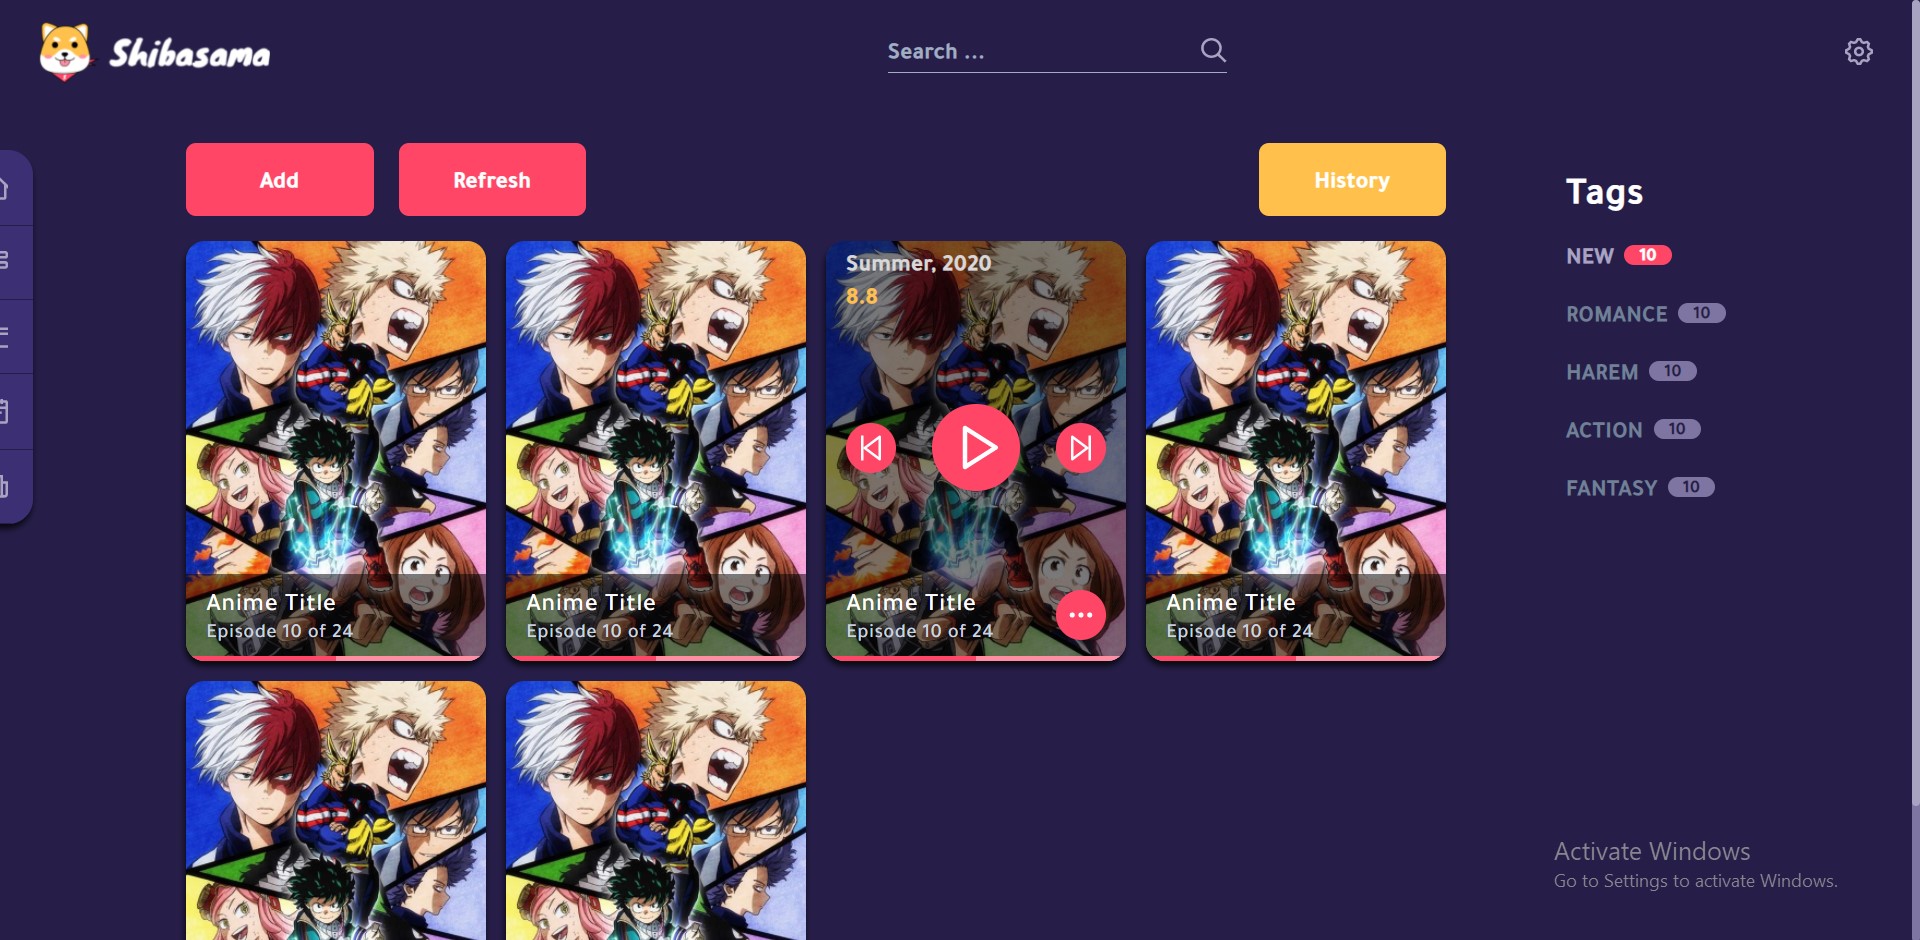 Shibasama
Search ...
Add
Refresh
History
Tags
NEW 10
ROMANCE 10
HAREM 10
ACTION 10
FANTASY 10
Summer, 2020
8.8
Anime Title
Episode 10 of 24
Anime Title
Episode 10 of 24
Anime Title
Episode 10 of 24
Anime Title
Episode 10 of 24
Activate Windows
Go to Settings to activate Windows.